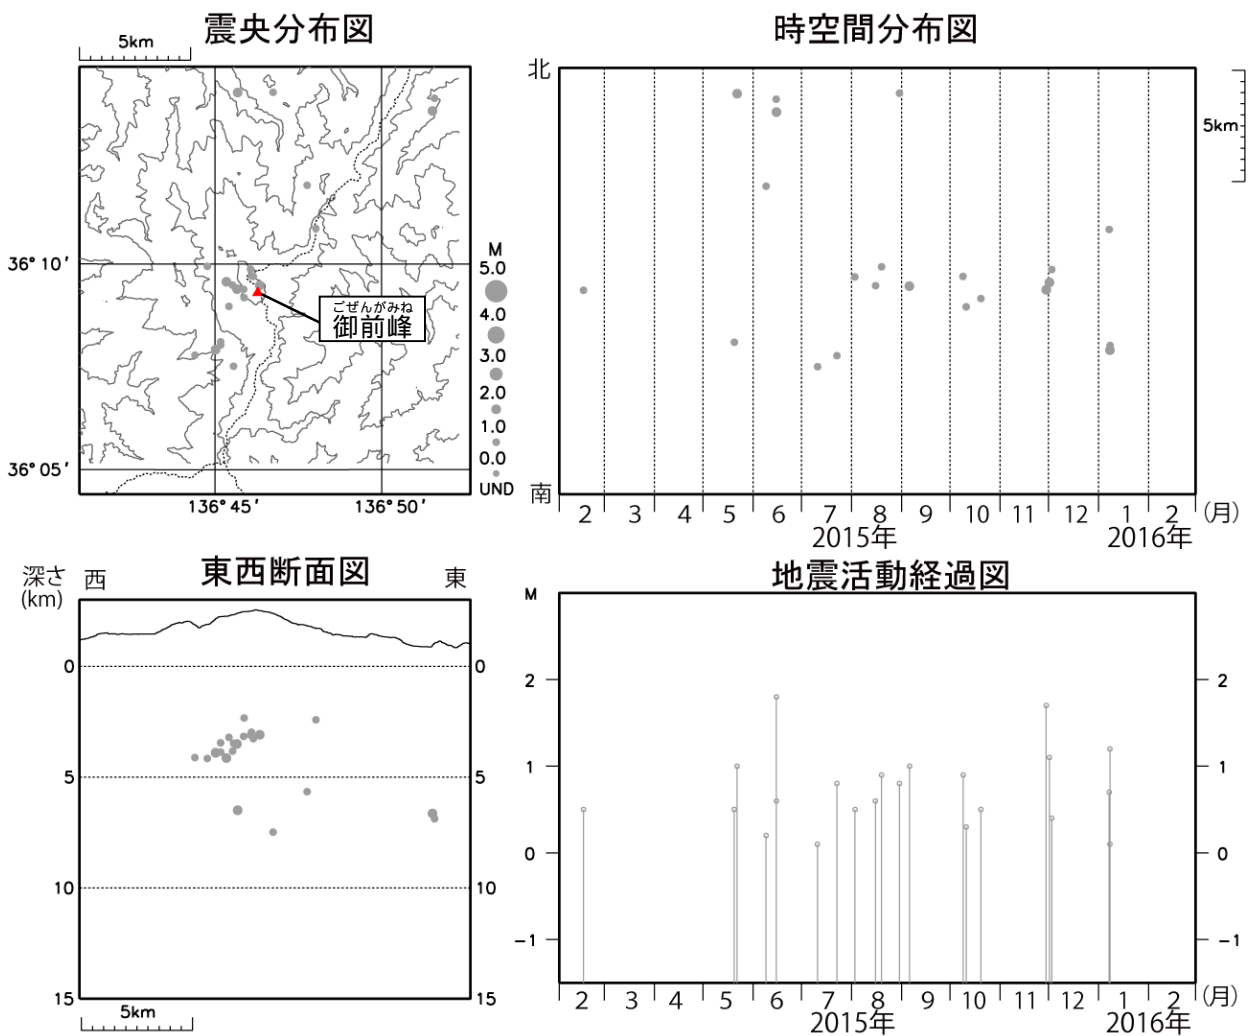 震央分布図
5km
36° 10′
36° 05′
136° 45′
136° 50′
ごぜんがみね
御前峰
M
5.0
4.0
3.0
2.0
1.0
0.0
UND
時空間分布図
北
南
5km
2 3 4 5 6 7 8 9 10 11 12 1 2 (月)
2015年 2016年
東西断面図
深さ
(km)
西 東
0 0
5 5
10 10
15 15
5km
地震活動経過図
M
2 2
1 1
0 0
-1 -1
2 3 4 5 6 7 8 9 10 11 12 1 2 (月)
2015年 2016年